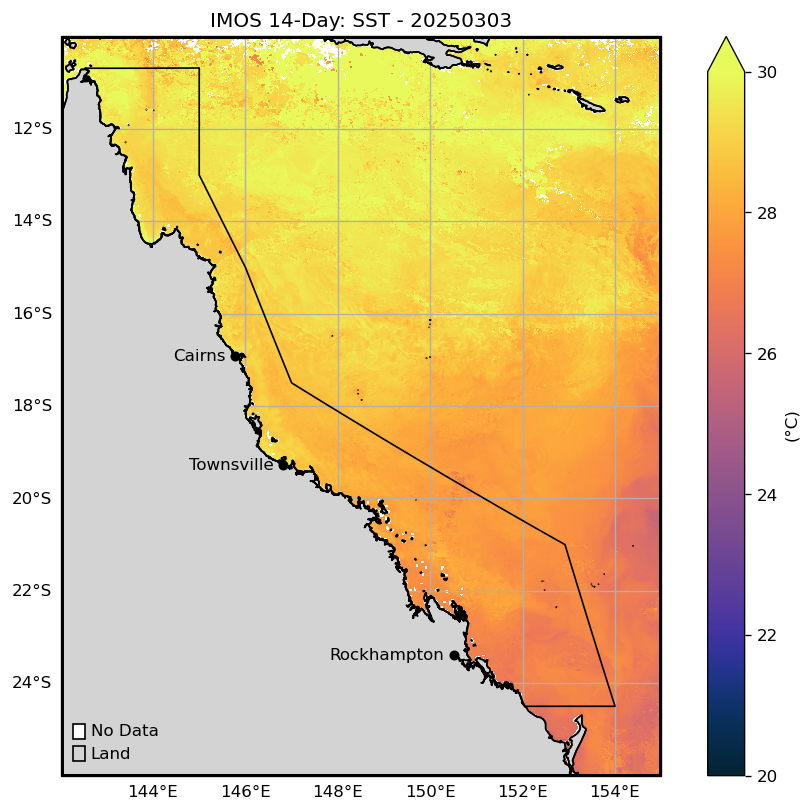 IMOS 14-Day: SST - 20250303
12°S
14°S
16°S
18°S
20°S
22°S
24°S
Cairns
Townsville
Rockhampton
No Data
Land
144°E 146°E 148°E 150°E 152°E 154°E
30
28
26
24
22
20
(°C)